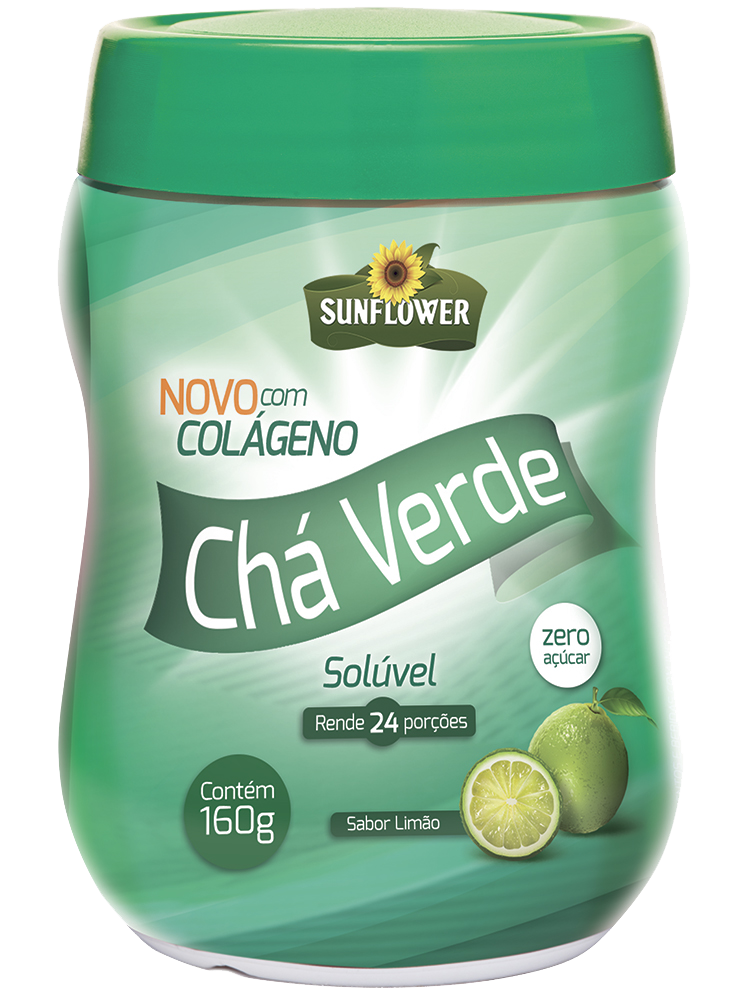 SUNFLOWER
NOVO com
COLÁGENO
Chá Verde
zero
açúcar
Solúvel
Rende 24 porções
Contém
160g
Sabor Limão